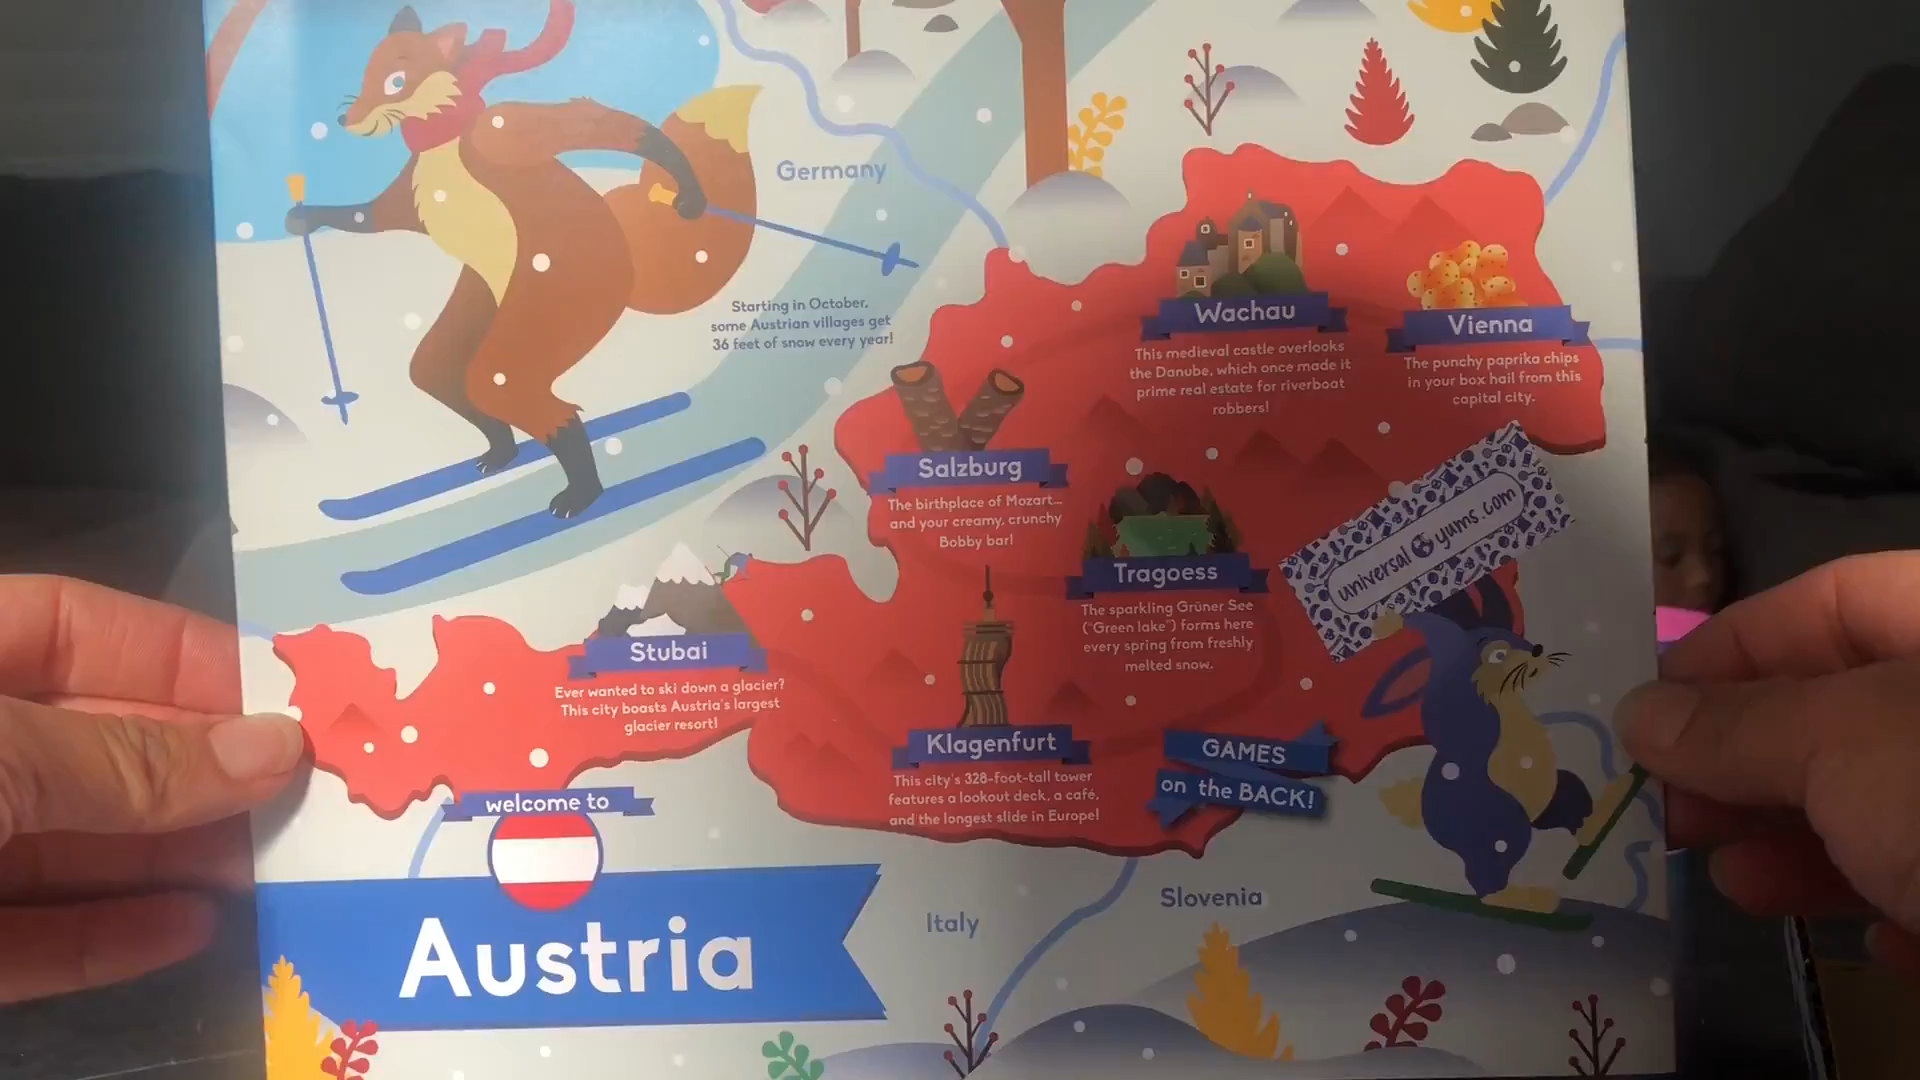 Germany
Starting in October,
some Austrian villages get
36 feet of snow every year!
Wachau
This medieval castle overlooks
the Danube, which once made it
prime real estate for riverboat
robbers!
Vienna
The punchy paprika chips
in your box hail from this
capital city.
Salzburg
The birthplace of Mozart...
and your creamy, crunchy
Bobby bar!
Tragoess
The sparkling Grüner See
("Green lake") forms here
every spring from freshly
melted snow.
universal yums.com
Stubai
Ever wanted to ski down a glacier?
This city boasts Austria's largest
glacier resort!
Klagenfurt
This city's 328-foot-tall tower
features a lookout deck, a café,
and the longest slide in Europe!
GAMES
on the BACK!
welcome to
Austria
Italy
Slovenia